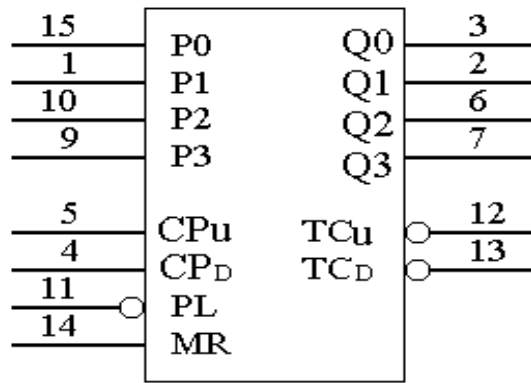 15 P0 Q0 3
1 P1 Q1 2
10 P2 Q2 6
9 P3 Q3 7
5 CPu TCu 12
4 CPD TCD 13
11 PL
14 MR